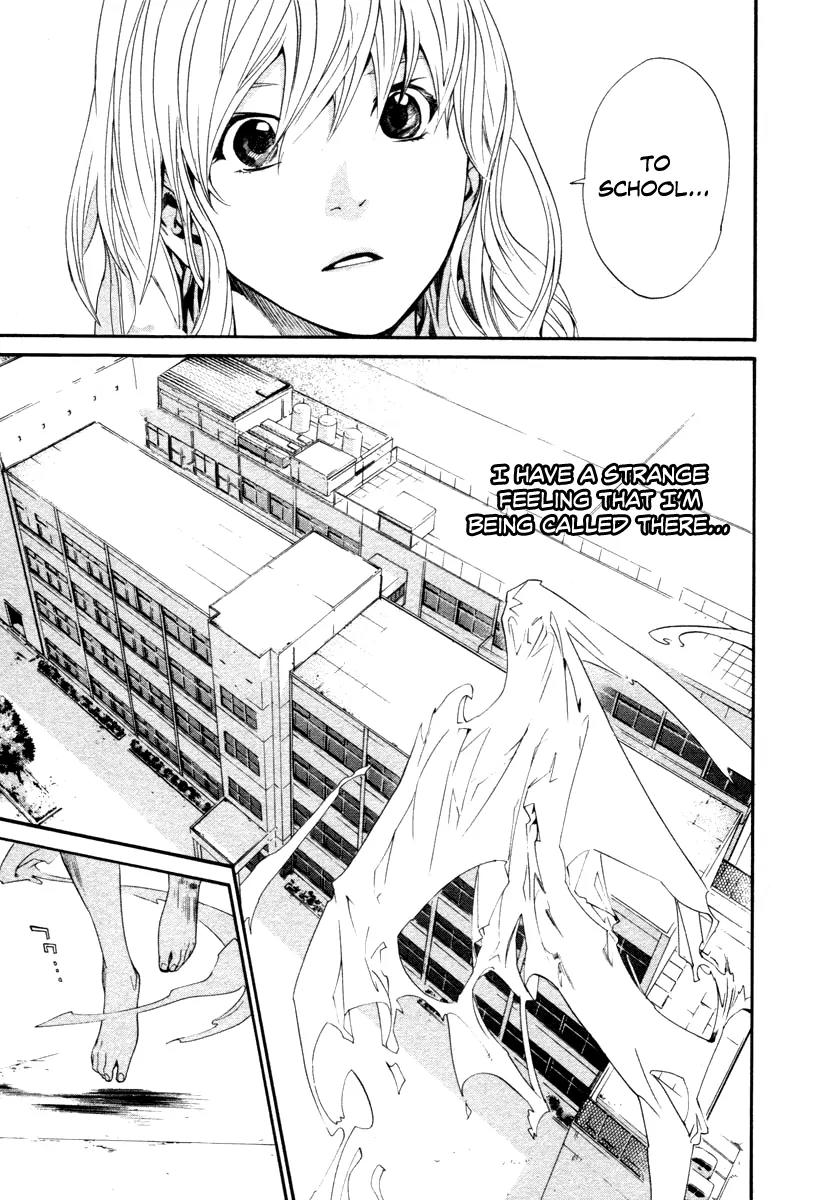 TO
SCHOOL...
I HAVE A STRANGE
FEELING THAT I'M
BEING CALLED THERE...